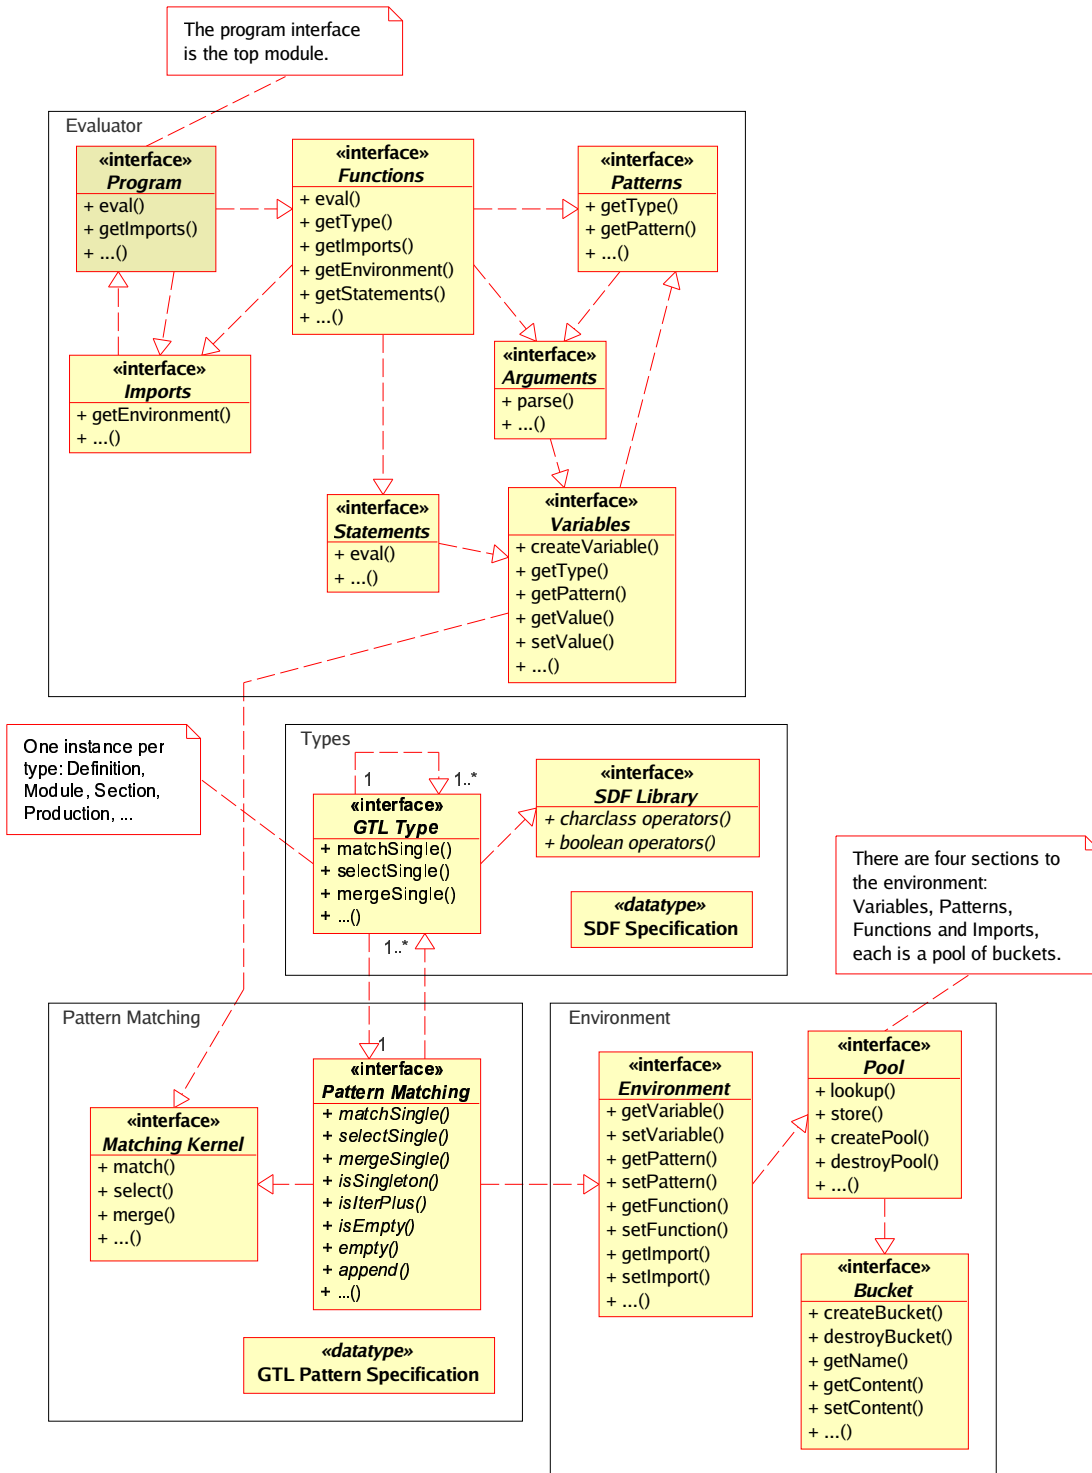 The program interface
is the top module.
Evaluator
«interface»
Program
+ eval()
+ getImports()
+ ...()
«interface»
Functions
+ eval()
+ getType()
+ getImports()
+ getEnvironment()
+ getStatements()
+ ...()
«interface»
Patterns
+ getType()
+ getPattern()
+ ...()
«interface»
Imports
+ getEnvironment()
+ ...()
«interface»
Arguments
+ parse()
+ ...()
«interface»
Statements
+ eval()
+ ...()
«interface»
Variables
+ createVariable()
+ getType()
+ getPattern()
+ getValue()
+ setValue()
+ ...()
One instance per
type: Definition,
Module, Section,
Production, ...
Types
1
1..*
«interface»
GTL Type
+ matchSingle()
+ selectSingle()
+ mergeSingle()
+ ...()
«interface»
SDF Library
+ charclass operators()
+ boolean operators()
«datatype»
SDF Specification
1..*
1
There are four sections to
the environment:
Variables, Patterns,
Functions and Imports,
each is a pool of buckets.
Pattern Matching
«interface»
Matching Kernel
+ match()
+ select()
+ merge()
+ ...()
«interface»
Pattern Matching
+ matchSingle()
+ selectSingle()
+ mergeSingle()
+ isSingleton()
+ isIterPlus()
+ isEmpty()
+ empty()
+ append()
+ ...()
«datatype»
GTL Pattern Specification
Environment
«interface»
Environment
+ getVariable()
+ setVariable()
+ getPattern()
+ setPattern()
+ getFunction()
+ setFunction()
+ getImport()
+ setImport()
+ ...()
«interface»
Pool
+ lookup()
+ store()
+ createPool()
+ destroyPool()
+ ...()
«interface»
Bucket
+ createBucket()
+ destroyBucket()
+ getName()
+ getContent()
+ setContent()
+ ...()